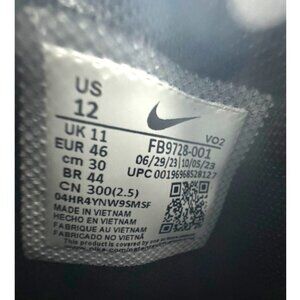 US
12
UK 11
EUR 46
cm 30
BR 44
CN 300(2.5)
04HR4YNW9SMSF
MADE IN VIETNAM
HECHO EN VIETNAM
FABRIQUE AU VIETNAM
FABRICADO NO VIETNÃ
VO2
FB9728-001
06/29/23|10/05/23
UPC 00196968528127